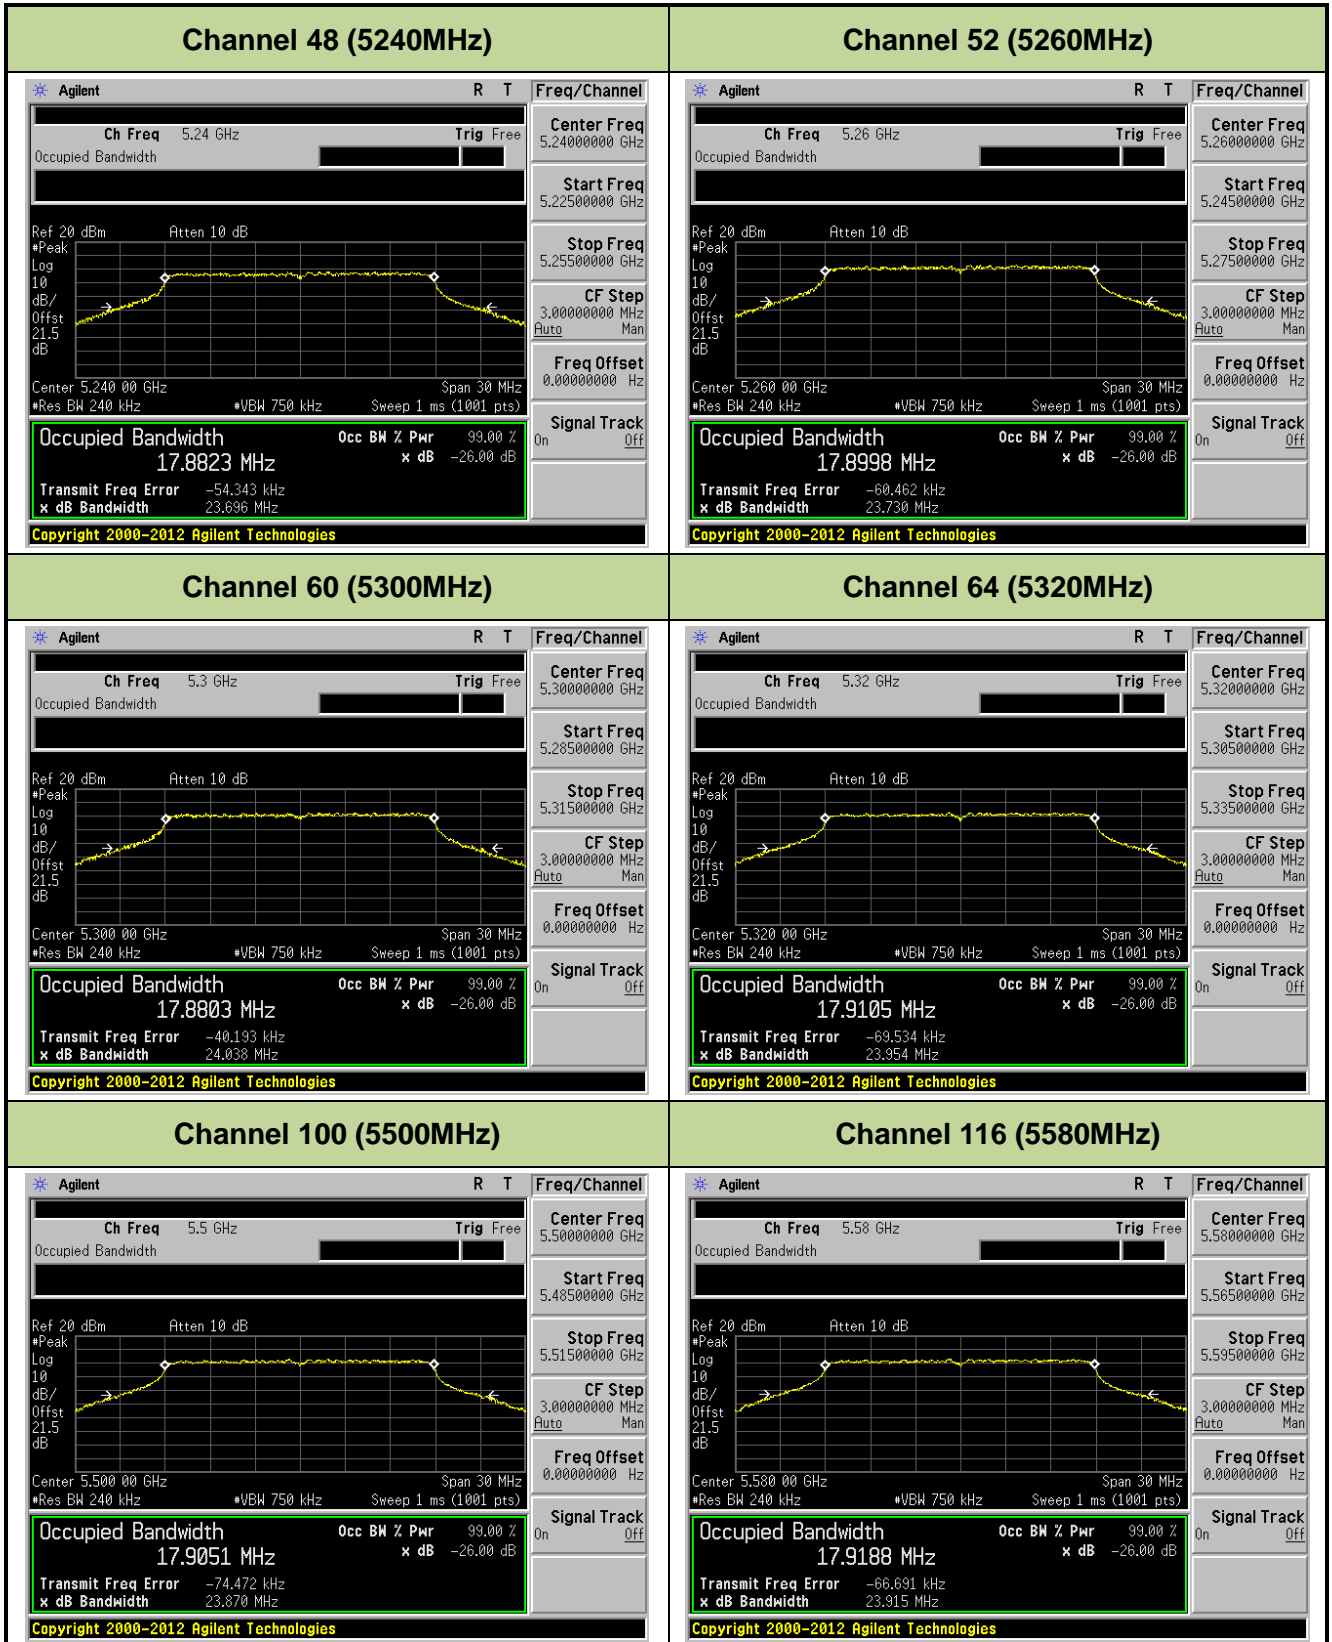 Channel 48 (5240MHz)
Agilent R T Freq/Channel
Ch Freq 5.24 GHz Trig Free
Occupied Bandwidth
Center Freq
5.24000000 GHz
Start Freq
5.22500000 GHz
Stop Freq
5.25500000 GHz
CF Step
3.00000000 MHz
Auto Man
Freq Offset
0.00000000 Hz
Signal Track
On Off
Ref 20 dBm Atten 10 dB
#Peak
Log
10
dB/
Offst
21.5
dB
Center 5.240 00 GHz Span 30 MHz
#Res BW 240 kHz #VBW 750 kHz Sweep 1 ms (1001 pts)
Occupied Bandwidth Occ BW % Pwr 99.00 %
17.8823 MHz x dB -26.00 dB
Transmit Freq Error -54.343 kHz
x dB Bandwidth 23.696 MHz
Copyright 2000-2012 Agilent Technologies
Channel 52 (5260MHz)
Agilent R T Freq/Channel
Ch Freq 5.26 GHz Trig Free
Occupied Bandwidth
Center Freq
5.26000000 GHz
Start Freq
5.24500000 GHz
Stop Freq
5.27500000 GHz
CF Step
3.00000000 MHz
Auto Man
Freq Offset
0.00000000 Hz
Signal Track
On Off
Ref 20 dBm Atten 10 dB
#Peak
Log
10
dB/
Offst
21.5
dB
Center 5.260 00 GHz Span 30 MHz
#Res BW 240 kHz #VBW 750 kHz Sweep 1 ms (1001 pts)
Occupied Bandwidth Occ BW % Pwr 99.00 %
17.8998 MHz x dB -26.00 dB
Transmit Freq Error -60.462 kHz
x dB Bandwidth 23.730 MHz
Copyright 2000-2012 Agilent Technologies
Channel 60 (5300MHz)
Agilent R T Freq/Channel
Ch Freq 5.3 GHz Trig Free
Occupied Bandwidth
Center Freq
5.30000000 GHz
Start Freq
5.28500000 GHz
Stop Freq
5.31500000 GHz
CF Step
3.00000000 MHz
Auto Man
Freq Offset
0.00000000 Hz
Signal Track
On Off
Ref 20 dBm Atten 10 dB
#Peak
Log
10
dB/
Offst
21.5
dB
Center 5.300 00 GHz Span 30 MHz
#Res BW 240 kHz #VBW 750 kHz Sweep 1 ms (1001 pts)
Occupied Bandwidth Occ BW % Pwr 99.00 %
17.8803 MHz x dB -26.00 dB
Transmit Freq Error -40.193 kHz
x dB Bandwidth 24.038 MHz
Copyright 2000-2012 Agilent Technologies
Channel 64 (5320MHz)
Agilent R T Freq/Channel
Ch Freq 5.32 GHz Trig Free
Occupied Bandwidth
Center Freq
5.32000000 GHz
Start Freq
5.30500000 GHz
Stop Freq
5.33500000 GHz
CF Step
3.00000000 MHz
Auto Man
Freq Offset
0.00000000 Hz
Signal Track
On Off
Ref 20 dBm Atten 10 dB
#Peak
Log
10
dB/
Offst
21.5
dB
Center 5.320 00 GHz Span 30 MHz
#Res BW 240 kHz #VBW 750 kHz Sweep 1 ms (1001 pts)
Occupied Bandwidth Occ BW % Pwr 99.00 %
17.9105 MHz x dB -26.00 dB
Transmit Freq Error -69.534 kHz
x dB Bandwidth 23.954 MHz
Copyright 2000-2012 Agilent Technologies
Channel 100 (5500MHz)
Agilent R T Freq/Channel
Ch Freq 5.5 GHz Trig Free
Occupied Bandwidth
Center Freq
5.50000000 GHz
Start Freq
5.48500000 GHz
Stop Freq
5.51500000 GHz
CF Step
3.00000000 MHz
Auto Man
Freq Offset
0.00000000 Hz
Signal Track
On Off
Ref 20 dBm Atten 10 dB
#Peak
Log
10
dB/
Offst
21.5
dB
Center 5.500 00 GHz Span 30 MHz
#Res BW 240 kHz #VBW 750 kHz Sweep 1 ms (1001 pts)
Occupied Bandwidth Occ BW % Pwr 99.00 %
17.9051 MHz x dB -26.00 dB
Transmit Freq Error -74.472 kHz
x dB Bandwidth 23.870 MHz
Copyright 2000-2012 Agilent Technologies
Channel 116 (5580MHz)
Agilent R T Freq/Channel
Ch Freq 5.58 GHz Trig Free
Occupied Bandwidth
Center Freq
5.58000000 GHz
Start Freq
5.56500000 GHz
Stop Freq
5.59500000 GHz
CF Step
3.00000000 MHz
Auto Man
Freq Offset
0.00000000 Hz
Signal Track
On Off
Ref 20 dBm Atten 10 dB
#Peak
Log
10
dB/
Offst
21.5
dB
Center 5.580 00 GHz Span 30 MHz
#Res BW 240 kHz #VBW 750 kHz Sweep 1 ms (1001 pts)
Occupied Bandwidth Occ BW % Pwr 99.00 %
17.9188 MHz x dB -26.00 dB
Transmit Freq Error -66.691 kHz
x dB Bandwidth 23.915 MHz
Copyright 2000-2012 Agilent Technologies